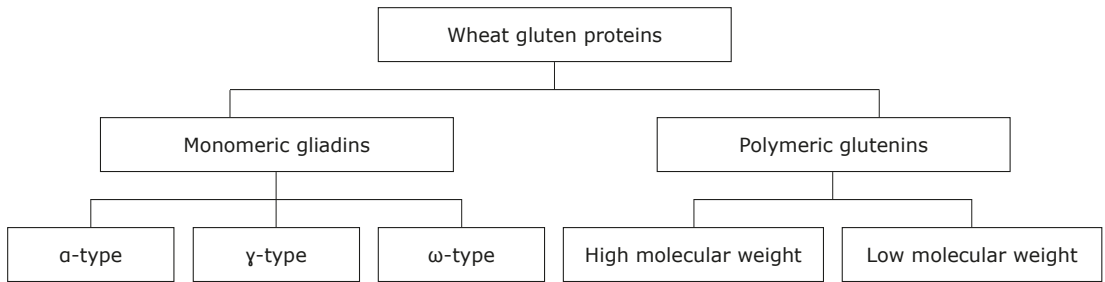 Wheat gluten proteins
Monomeric gliadins
Polymeric glutenins
ɑ-type
ɣ-type
ω-type
High molecular weight
Low molecular weight